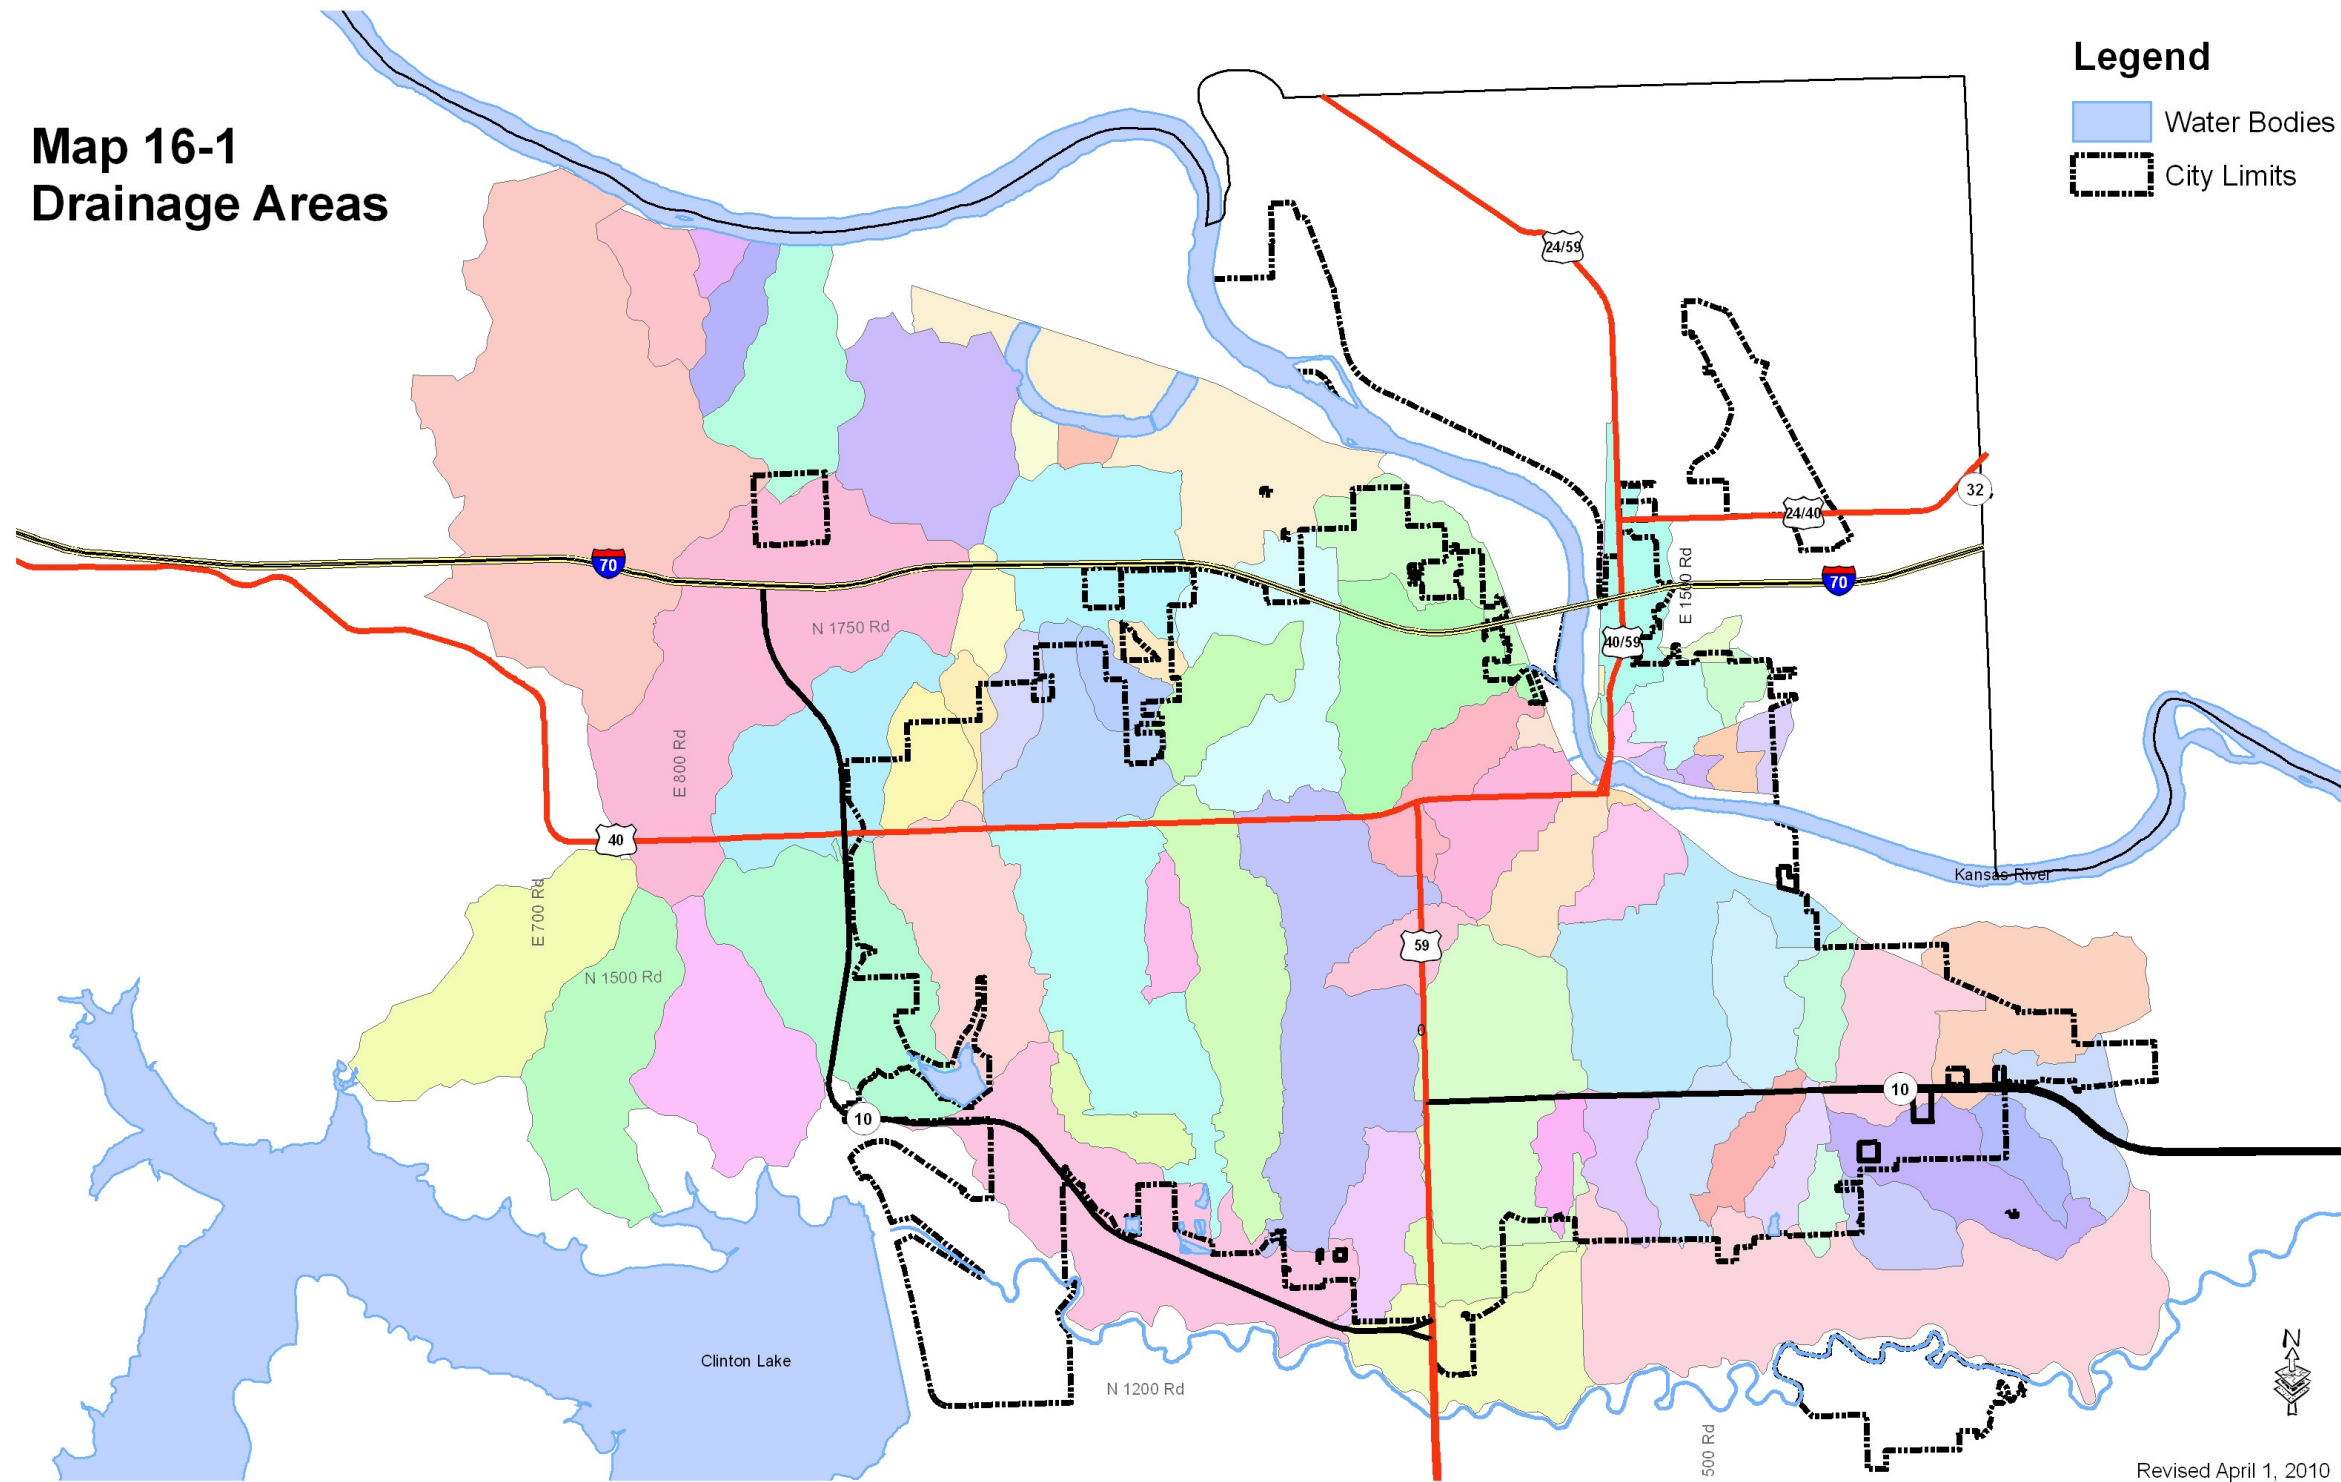 Legend
Water Bodies
City Limits
Map 16-1
Drainage Areas
24/59
32
24/40
70
70
E 1500 Rd
N 1750 Rd
40/59
E 800 Rd
40
Kansas River
E 700 Rd
59
N 1500 Rd
0
10
10
Clinton Lake
N 1200 Rd
500 Rd
N
Revised April 1, 2010